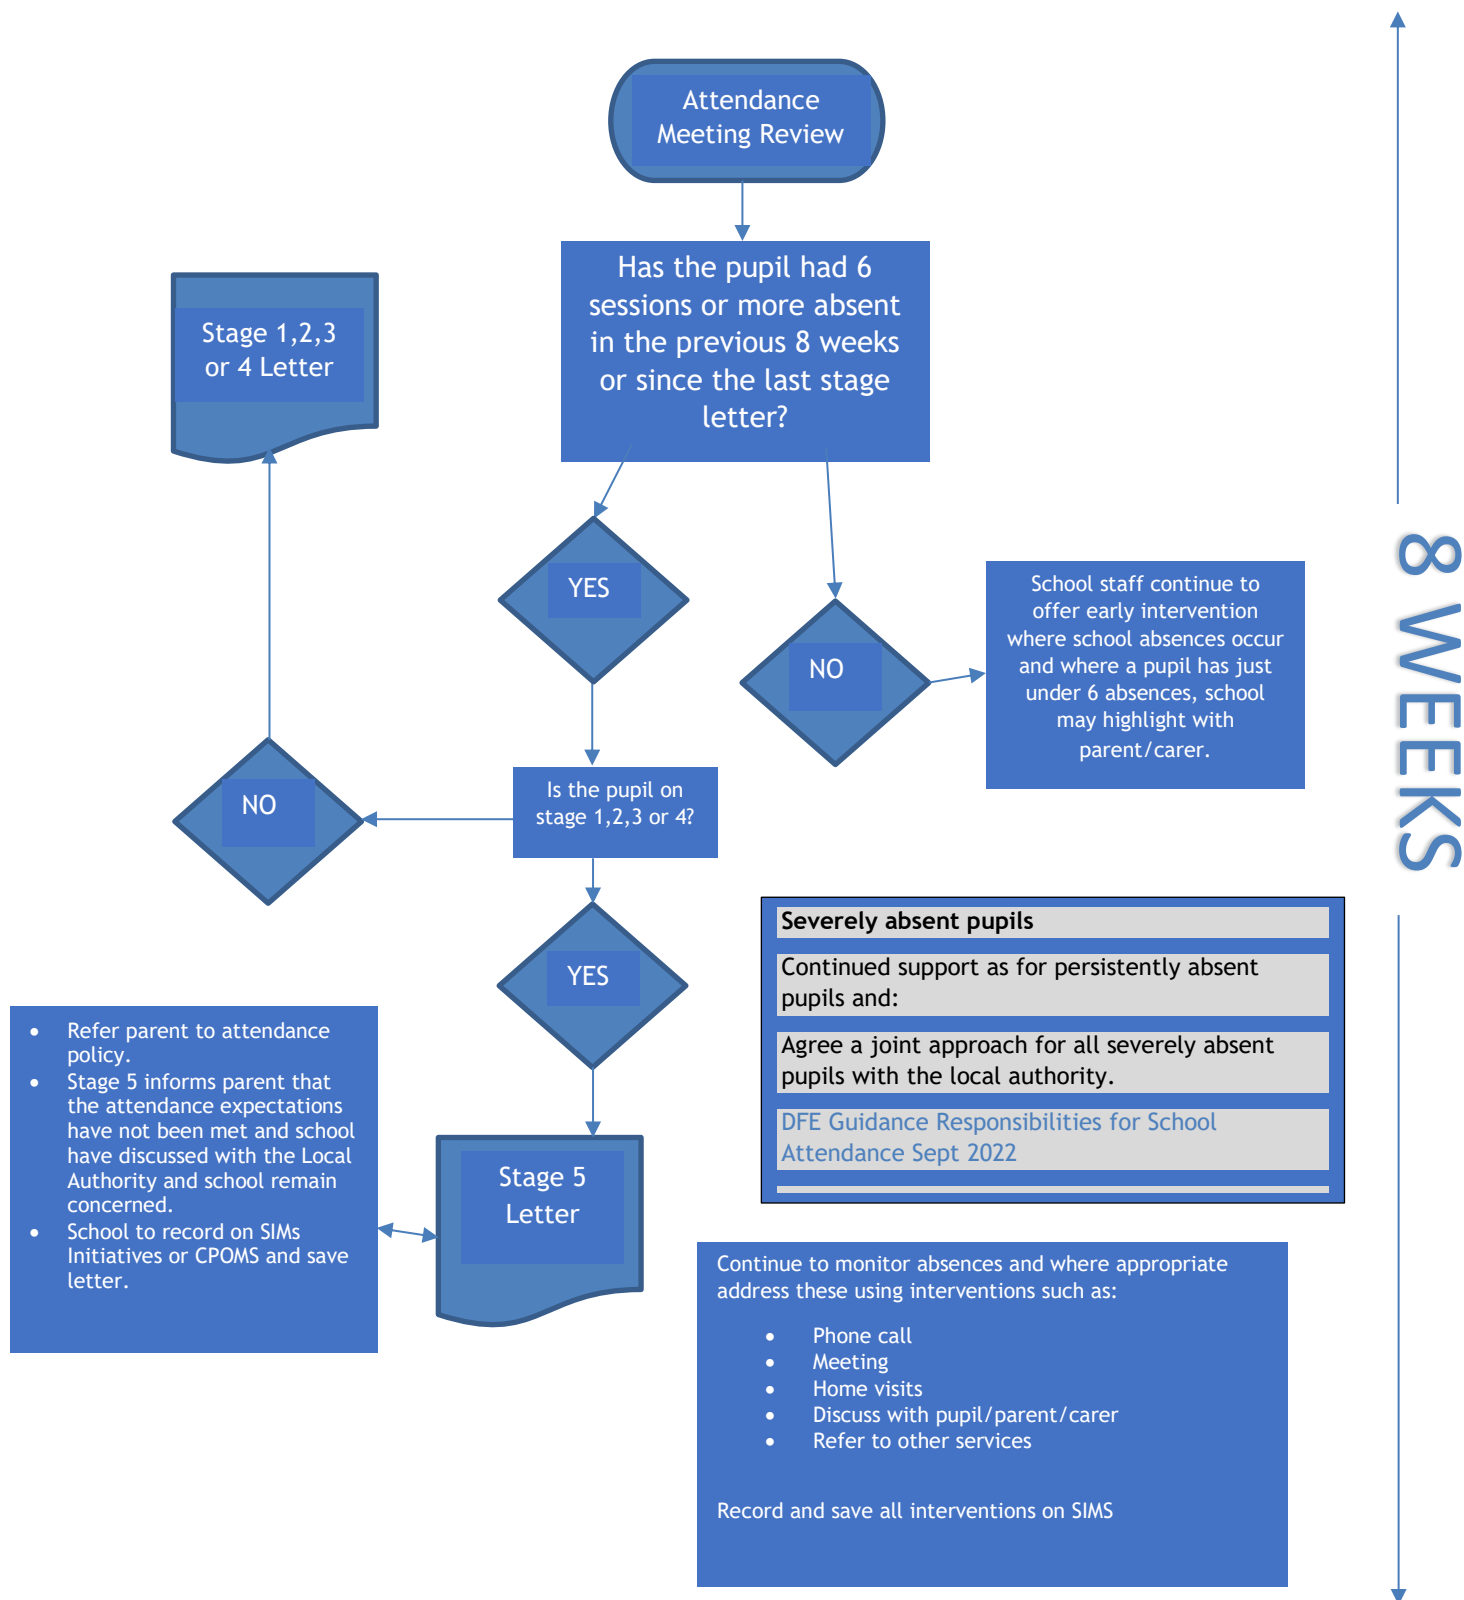 Attendance
Meeting Review
Has the pupil had 6
sessions or more absent
in the previous 8 weeks
or since the last stage
letter?
Stage 1,2,3
or 4 Letter
YES
NO
School staff continue to
offer early intervention
where school absences occur
and where a pupil has just
under 6 absences, school
may highlight with
parent/carer.
8 WEEKS
NO
Is the pupil on
stage 1,2,3 or 4?
YES
Severely absent pupils
Continued support as for persistently absent
pupils and:
Agree a joint approach for all severely absent
pupils with the local authority.
DFE Guidance Responsibilities for School
Attendance Sept 2022
• Refer parent to attendance
policy.
• Stage 5 informs parent that
the attendance expectations
have not been met and school
have discussed with the Local
Authority and school remain
concerned.
• School to record on SIMs
Initiatives or CPOMS and save
letter.
Stage 5
Letter
Continue to monitor absences and where appropriate
address these using interventions such as:
• Phone call
• Meeting
• Home visits
• Discuss with pupil/parent/carer
• Refer to other services
Record and save all interventions on SIMS